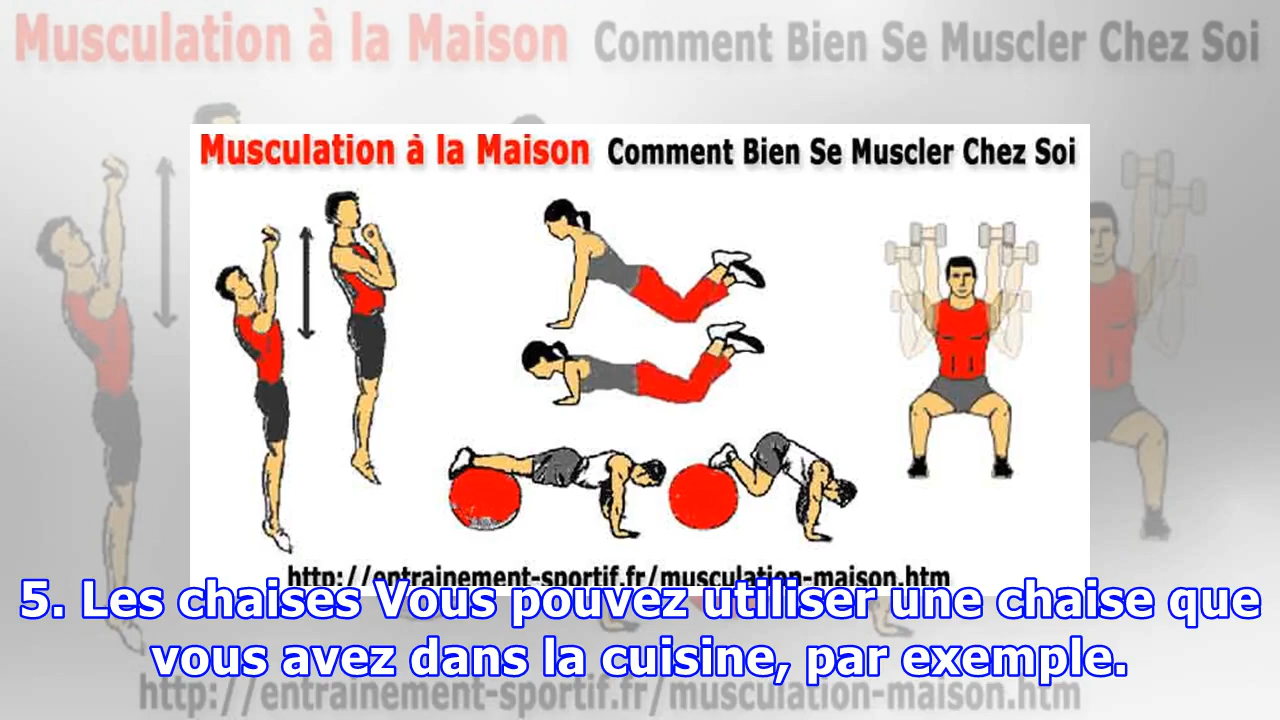 Musculation à la Maison Comment Bien Se Muscler Chez Soi
Musculation à la Maison Comment Bien Se Muscler Chez Soi
http://entrainement-sportif.fr/musculation-maison.htm
5. Les chaises Vous pouvez utiliser une chaise que
vous avez dans la cuisine, par exemple.
http://entrainement-sportif.fr/musculation-maison.htm